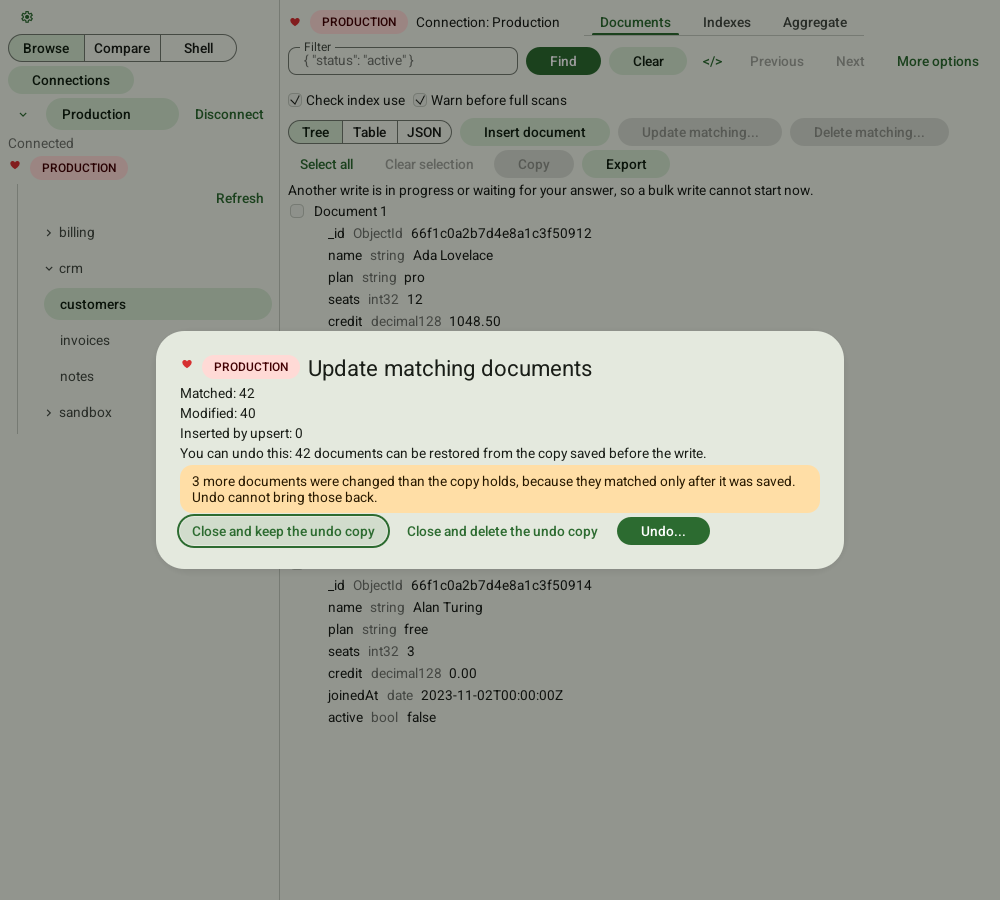 Browse Compare Shell
Connections
Production Disconnect
Connected
PRODUCTION
Refresh
billing
crm
customers
invoices
notes
sandbox
PRODUCTION Connection: Production Documents Indexes Aggregate
Filter
{ "status": "active" } Find Clear </> Previous Next More options
Check index use Warn before full scans
Tree Table JSON Insert document Update matching... Delete matching...
Select all Clear selection Copy Export
Another write is in progress or waiting for your answer, so a bulk write cannot start now.
Document 1
_id ObjectId 66f1c0a2b7d4e8a1c3f50912
name string Ada Lovelace
plan string pro
seats int32 12
credit decimal128 1048.50
PRODUCTION Update matching documents
Matched: 42
Modified: 40
Inserted by upsert: 0
You can undo this: 42 documents can be restored from the copy saved before the write.
3 more documents were changed than the copy holds, because they matched only after it was saved.
Undo cannot bring those back.
Close and keep the undo copy Close and delete the undo copy Undo...
_id ObjectId 66f1c0a2b7d4e8a1c3f50914
name string Alan Turing
plan string free
seats int32 3
credit decimal128 0.00
joinedAt date 2023-11-02T00:00:00Z
active bool false